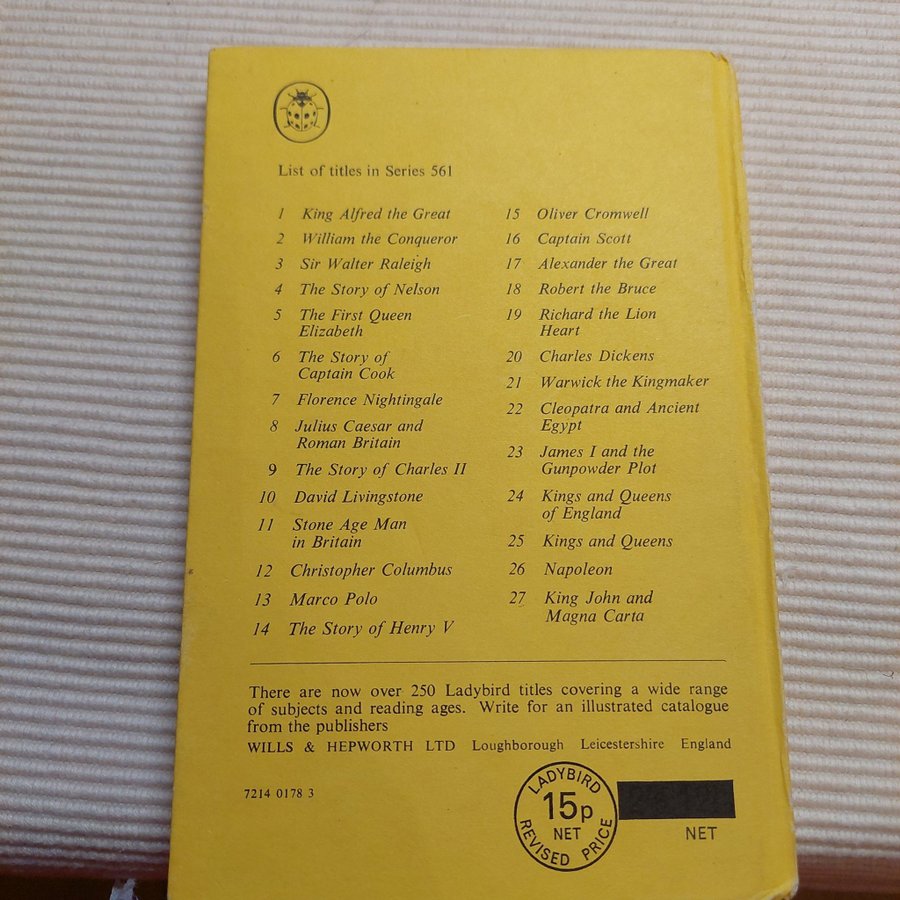 List of titles in Series 561
1 King Alfred the Great
2 William the Conqueror
3 Sir Walter Raleigh
4 The Story of Nelson
5 The First Queen
Elizabeth
6 The Story of
Captain Cook
7 Florence Nightingale
8 Julius Caesar and
Roman Britain
9 The Story of Charles II
10 David Livingstone
11 Stone Age Man
in Britain
12 Christopher Columbus
13 Marco Polo
14 The Story of Henry V
15 Oliver Cromwell
16 Captain Scott
17 Alexander the Great
18 Robert the Bruce
19 Richard the Lion
Heart
20 Charles Dickens
21 Warwick the Kingmaker
22 Cleopatra and Ancient
Egypt
23 James I and the
Gunpowder Plot
24 Kings and Queens
of England
25 Kings and Queens
26 Napoleon
27 King John and
Magna Carta
There are now over 250 Ladybird titles covering a wide range
of subjects and reading ages. Write for an illustrated catalogue
from the publishers
WILLS & HEPWORTH LTD Loughborough Leicestershire England
7214 0178 3
LADYBIRD
15p
NET
REVISED PRICE
NET